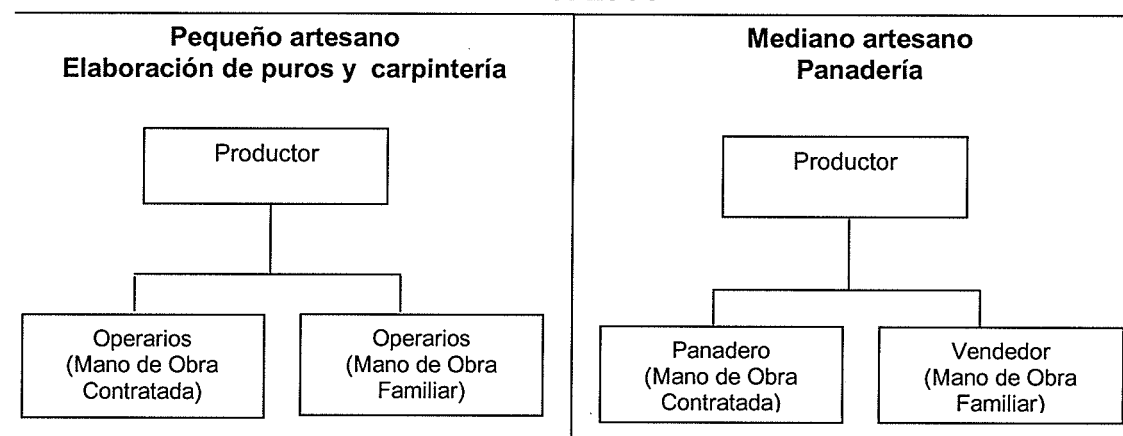 Pequeño artesano
Elaboración de puros y carpintería
Productor
Operarios
(Mano de Obra
Contratada)
Operarios
(Mano de Obra
Familiar)
Mediano artesano
Panadería
Productor
Panadero
(Mano de Obra
Contratada)
Vendedor
(Mano de Obra
Familiar)